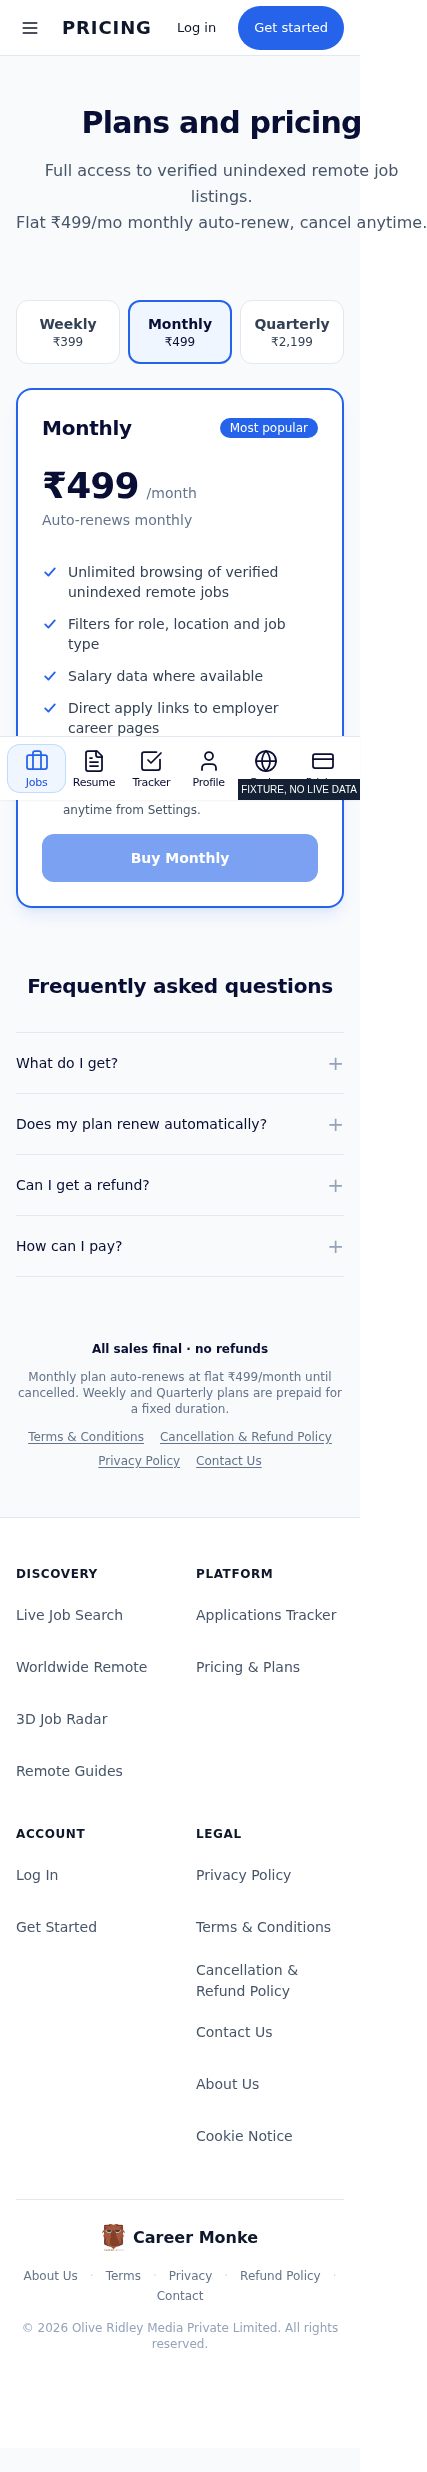 PRICING
Log in
Get started
Plans and pricing
Full access to verified unindexed remote job
listings.
Flat ₹499/mo monthly auto-renew, cancel anytime.
Weekly
₹399
Monthly
₹499
Quarterly
₹2,199
Monthly
Most popular
₹499 /month
Auto-renews monthly
Unlimited browsing of verified
unindexed remote jobs
Filters for role, location and job
type
Salary data where available
Direct apply links to employer
career pages
Jobs
Resume
Tracker
Profile
FIXTURE, NO LIVE DATA
anytime from Settings.
Buy Monthly
Frequently asked questions
What do I get?
Does my plan renew automatically?
Can I get a refund?
How can I pay?
All sales final · no refunds
Monthly plan auto-renews at flat ₹499/month until
cancelled. Weekly and Quarterly plans are prepaid for
a fixed duration.
Terms & Conditions
Cancellation & Refund Policy
Privacy Policy
Contact Us
DISCOVERY
Live Job Search
Worldwide Remote
3D Job Radar
Remote Guides
PLATFORM
Applications Tracker
Pricing & Plans
ACCOUNT
Log In
Get Started
LEGAL
Privacy Policy
Terms & Conditions
Cancellation &
Refund Policy
Contact Us
About Us
Cookie Notice
Career Monke
About Us · Terms · Privacy · Refund Policy ·
Contact
© 2026 Olive Ridley Media Private Limited. All rights
reserved.